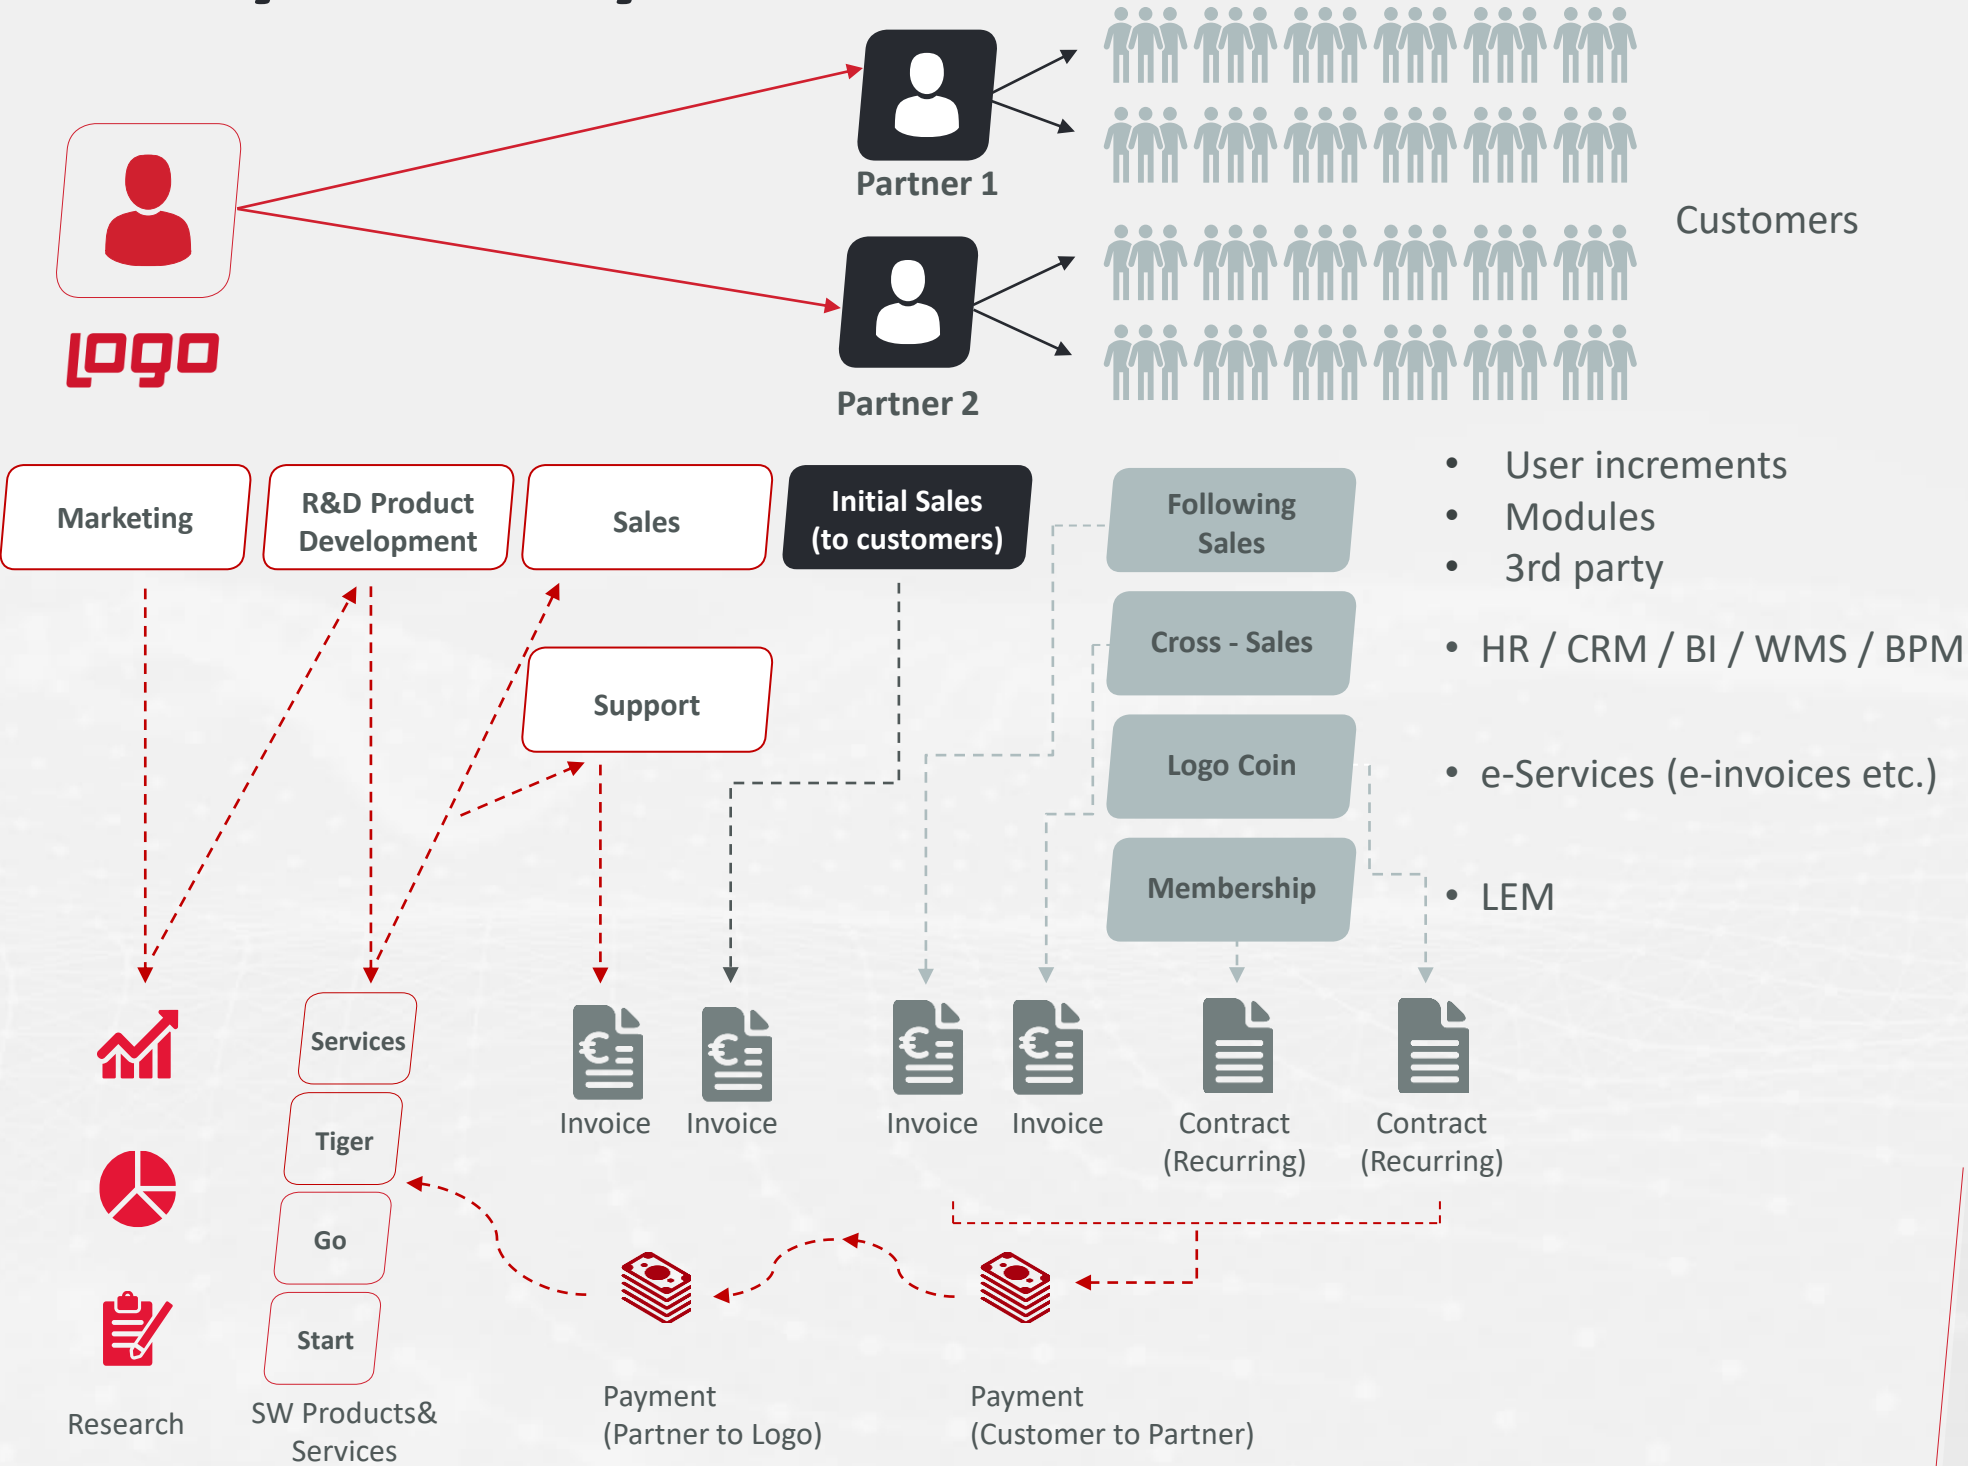 Partner 1
Customers
logo
Partner 2
Marketing
R&D Product
Development
Sales
Initial Sales
(to customers)
Following
Sales
• User increments
• Modules
• 3rd party
Support
Cross - Sales
• HR / CRM / BI / WMS / BPM
Logo Coin
• e-Services (e-invoices etc.)
Membership
• LEM
Services
Tiger
Go
Start
Invoice
Invoice
Invoice
Invoice
Contract
(Recurring)
Contract
(Recurring)
Research
SW Products&
Services
Payment
(Partner to Logo)
Payment
(Customer to Partner)